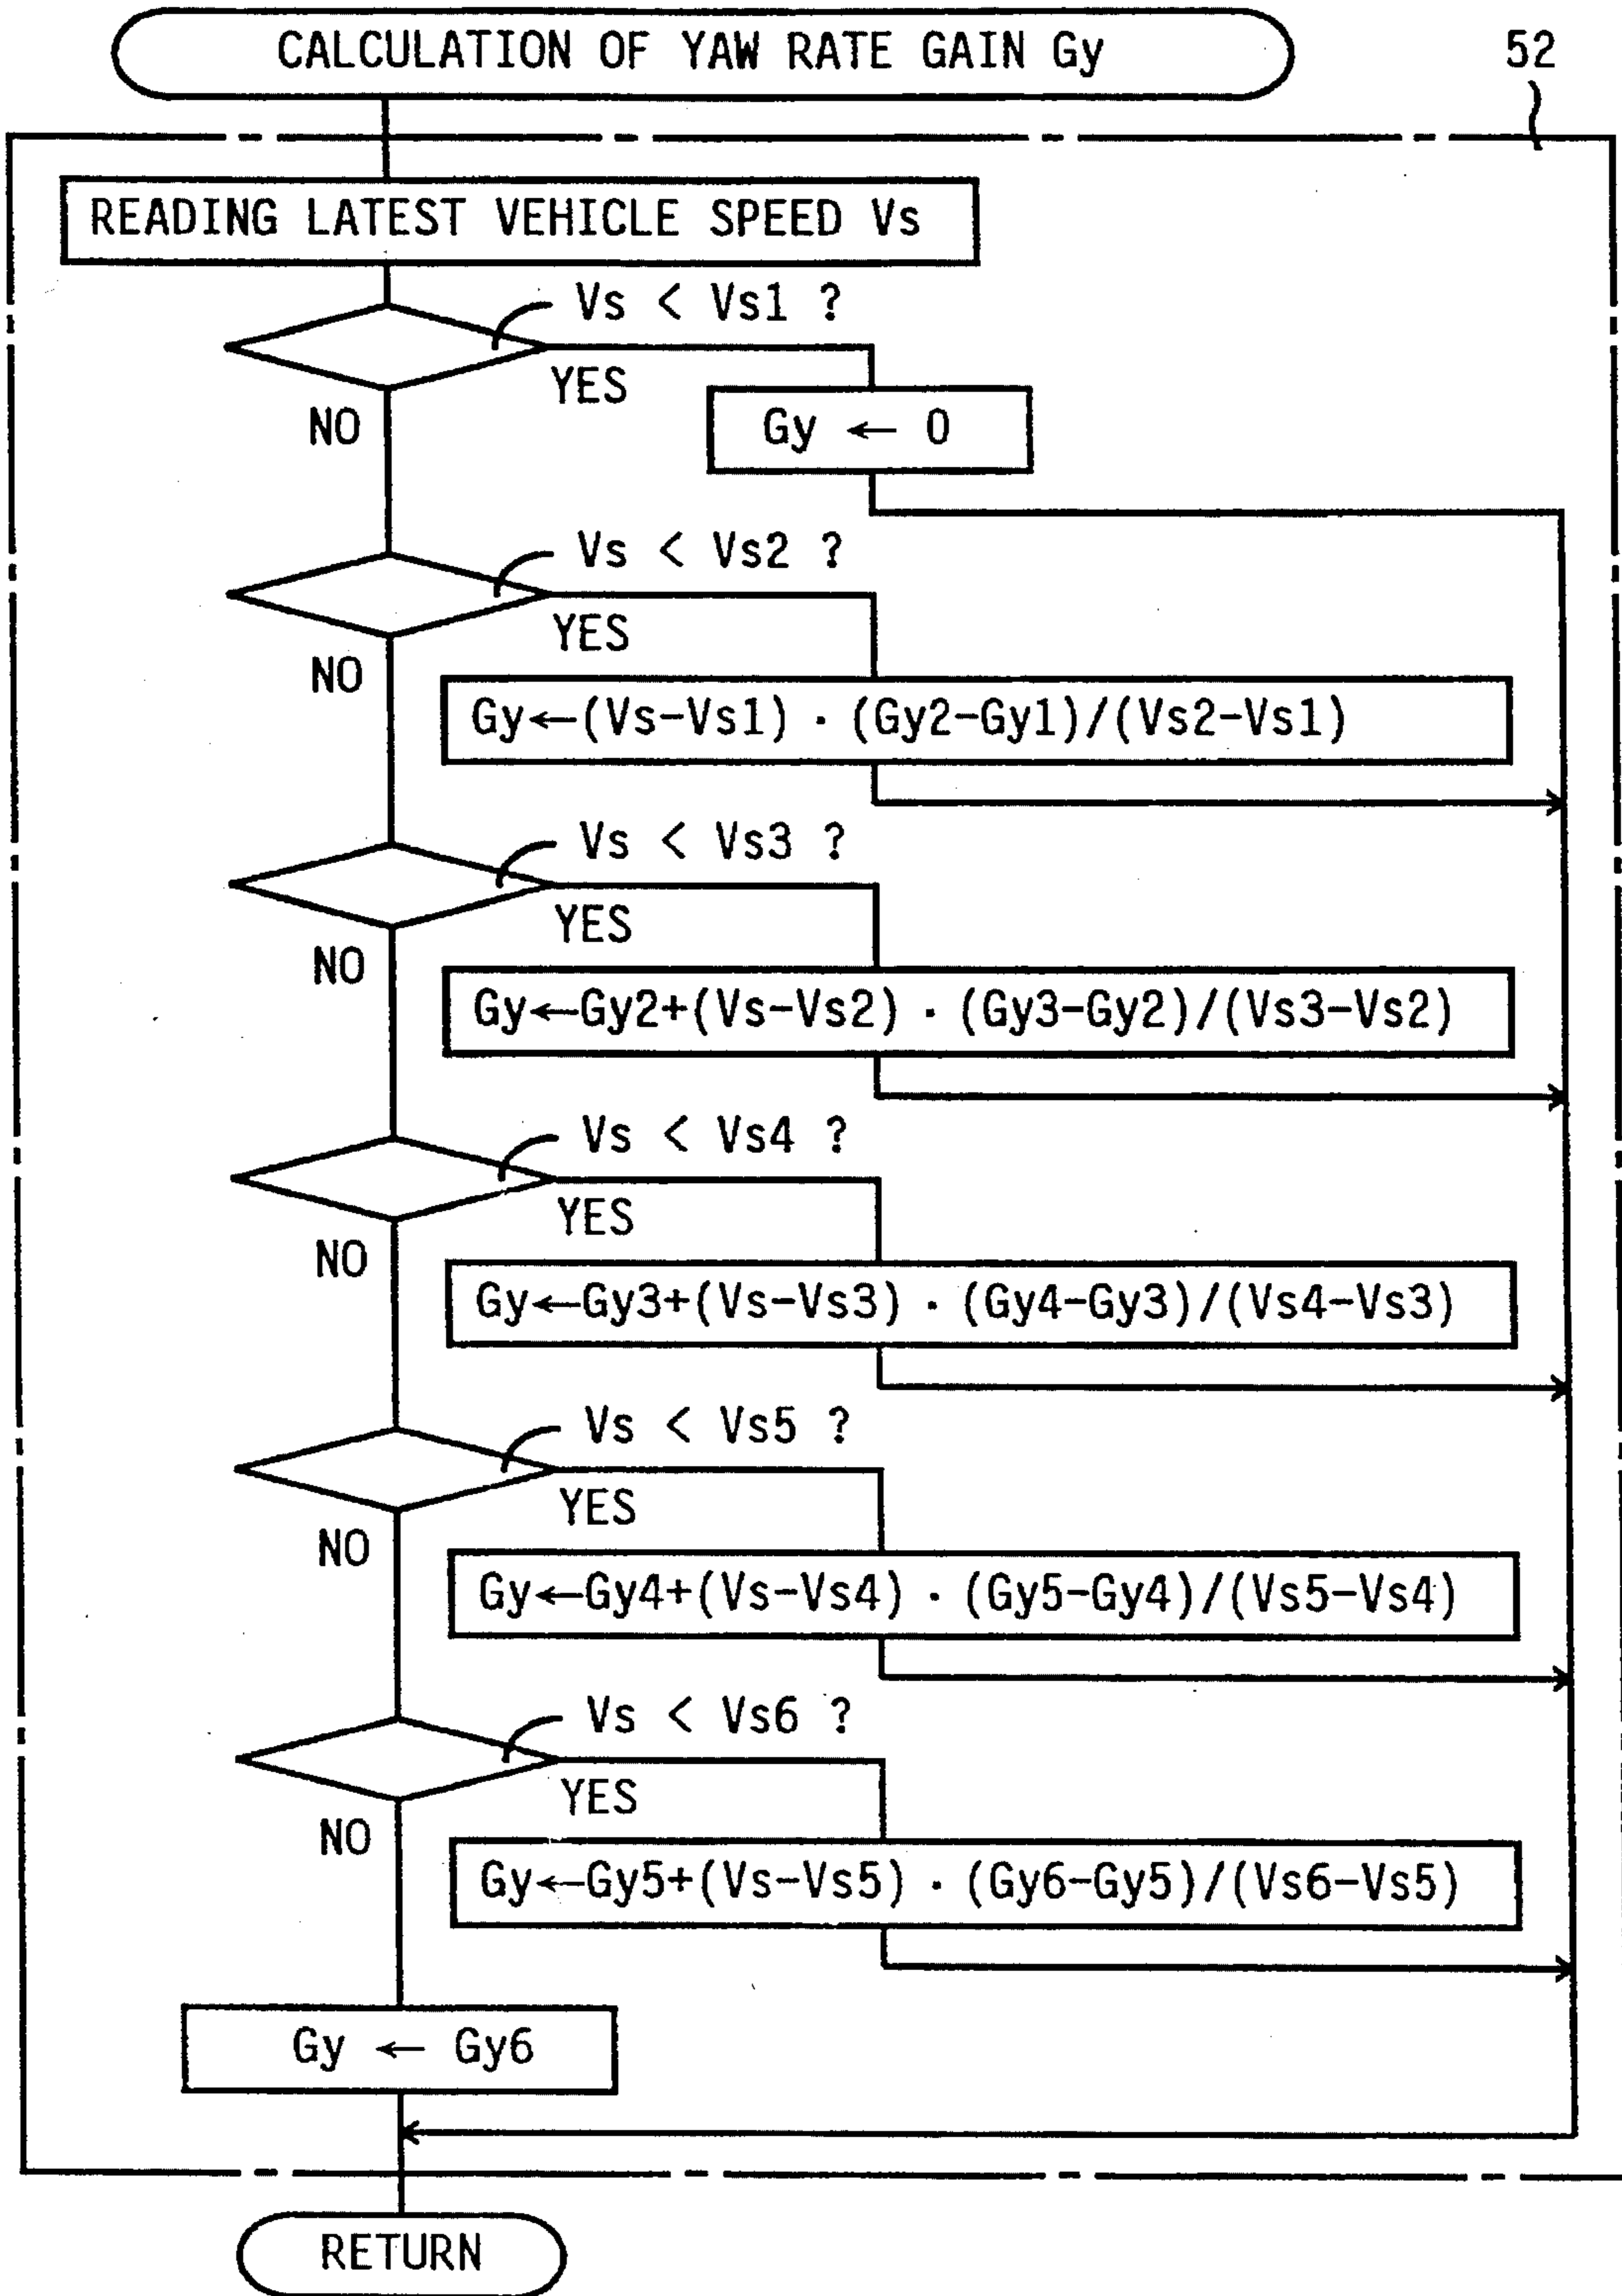 CALCULATION OF YAW RATE GAIN Gy
52
READING LATEST VEHICLE SPEED Vs
Vs < Vs1 ?
YES
NO
Gy ← 0
Vs < Vs2 ?
YES
NO
Gy←(Vs-Vs1) · (Gy2-Gy1)/(Vs2-Vs1)
Vs < Vs3 ?
YES
NO
Gy←Gy2+(Vs-Vs2) · (Gy3-Gy2)/(Vs3-Vs2)
Vs < Vs4 ?
YES
NO
Gy←Gy3+(Vs-Vs3) · (Gy4-Gy3)/(Vs4-Vs3)
Vs < Vs5 ?
YES
NO
Gy←Gy4+(Vs-Vs4) · (Gy5-Gy4)/(Vs5-Vs4)
Vs < Vs6 ?
YES
NO
Gy←Gy5+(Vs-Vs5) · (Gy6-Gy5)/(Vs6-Vs5)
Gy ← Gy6
RETURN